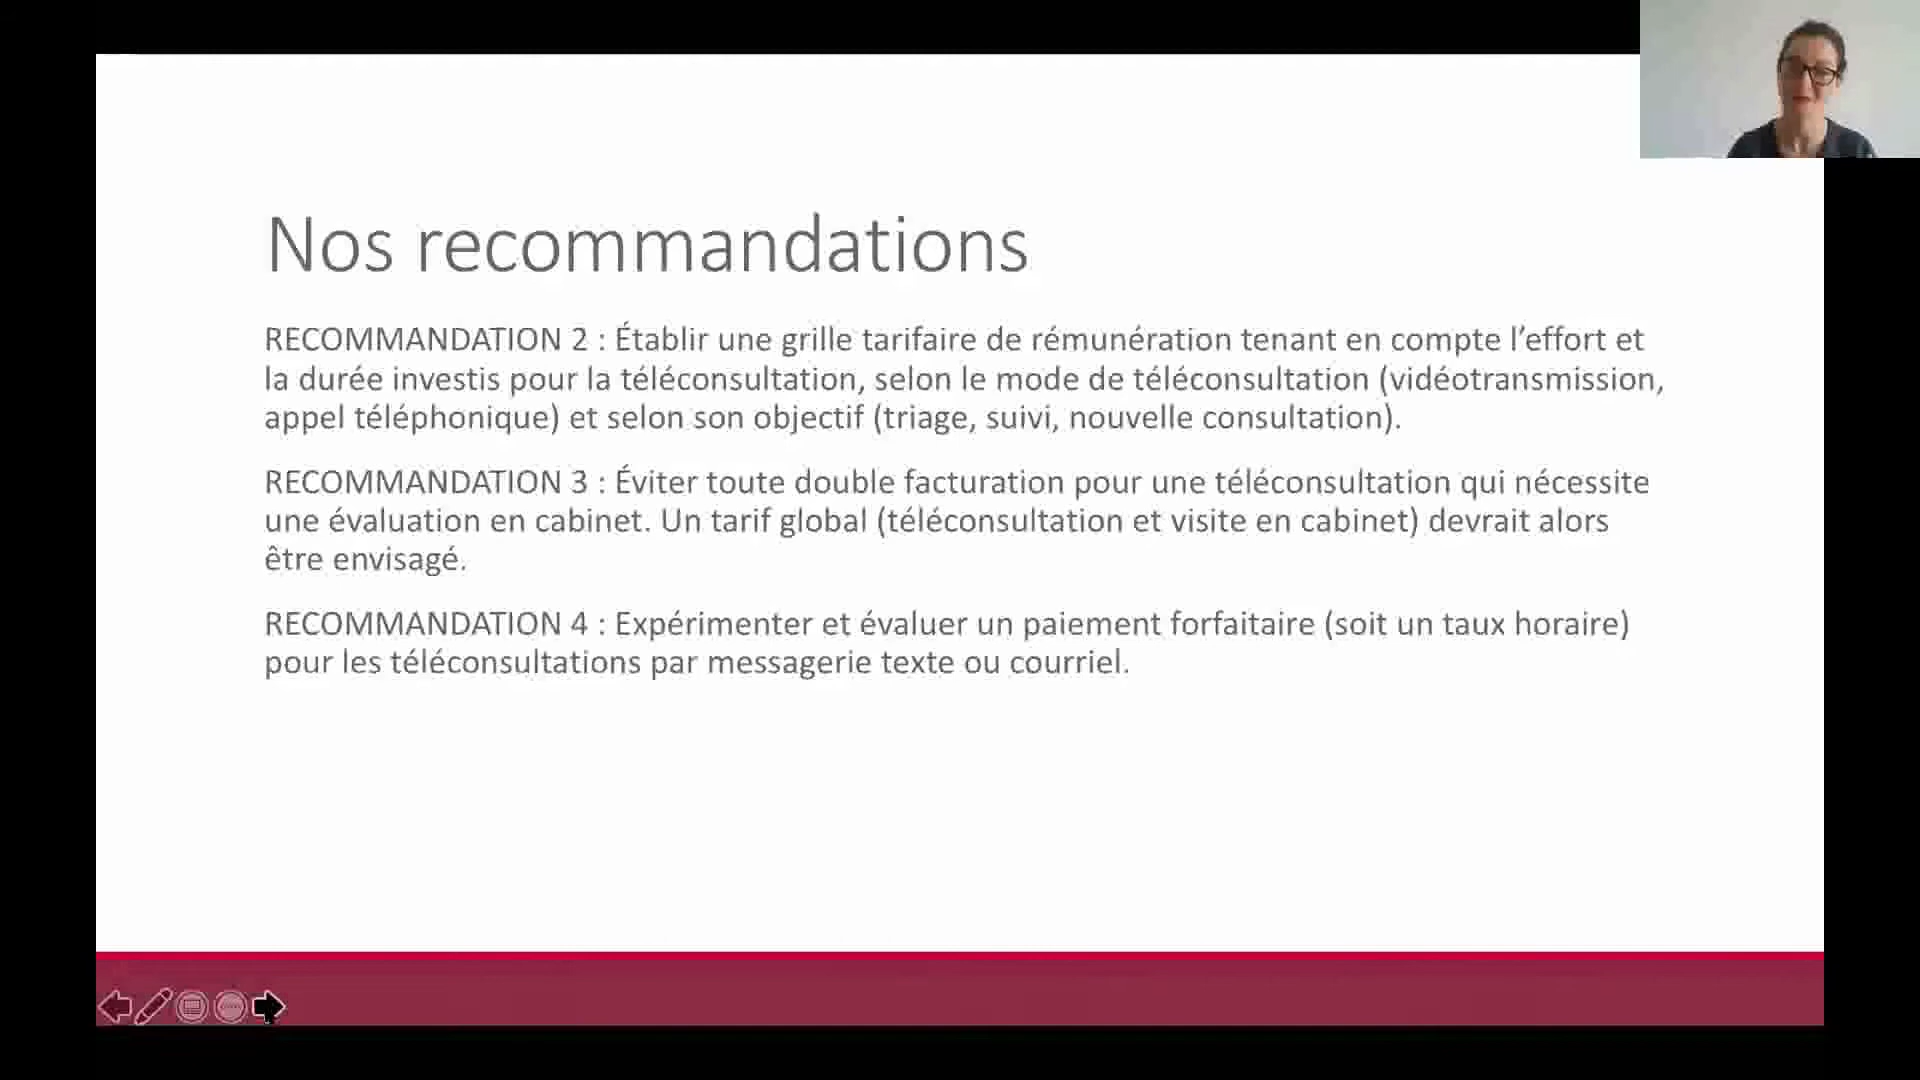 Nos recommandations
RECOMMANDATION 2 : Établir une grille tarifaire de rémunération tenant en compte l’effort et
la durée investis pour la téléconsultation, selon le mode de téléconsultation (vidéotransmission,
appel téléphonique) et selon son objectif (triage, suivi, nouvelle consultation).
RECOMMANDATION 3 : Éviter toute double facturation pour une téléconsultation qui nécessite
une évaluation en cabinet. Un tarif global (téléconsultation et visite en cabinet) devrait alors
être envisagé.
RECOMMANDATION 4 : Expérimenter et évaluer un paiement forfaitaire (soit un taux horaire)
pour les téléconsultations par messagerie texte ou courriel.